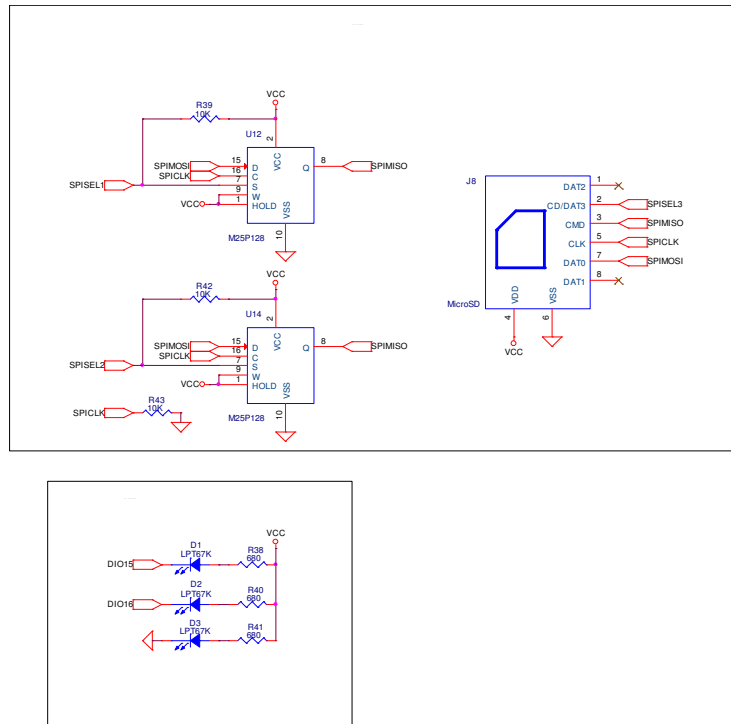 VCC
R39
10K
U12
2
VCC
SPIMOSI
15
D
SPICLK
16
C
SPISEL1
7
S
9
W
VCC
1
HOLD
VSS
Q
8
SPIMISO
10
M25P128
VCC
R42
10K
U14
2
VCC
SPIMOSI
15
D
SPICLK
16
C
SPISEL2
7
S
9
W
VCC
1
HOLD
VSS
Q
8
SPIMISO
10
M25P128
SPICLK
R43
10K
J8
DAT2
1
CD/DAT3
2
SPISEL3
CMD
3
SPIMISO
CLK
5
SPICLK
DAT0
7
SPIMOSI
DAT1
8
MicroSD
VDD
VSS
4
6
VCC
VCC
D1
LPT67K
R38
680
DIO15
D2
LPT67K
R40
680
DIO16
D3
LPT67K
R41
680